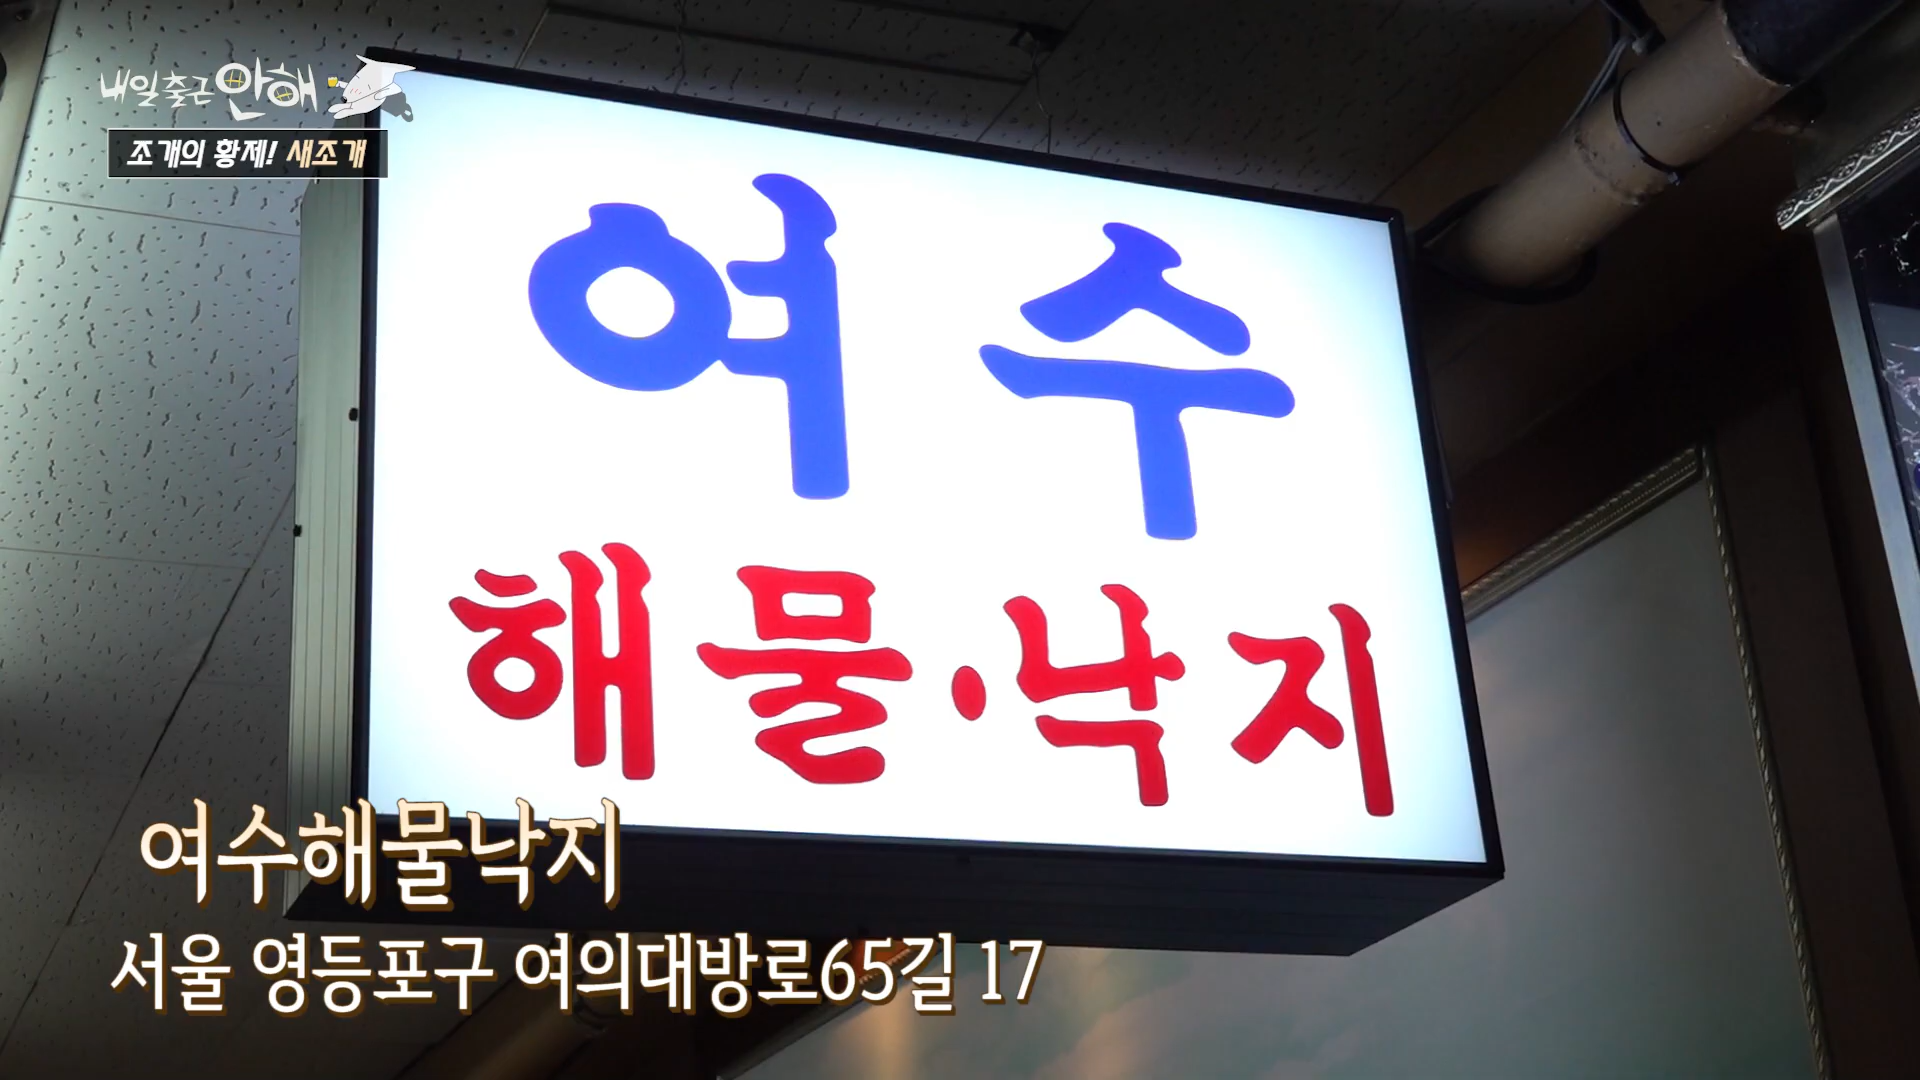 내일 출근 안해
조개의 황제! 새조개
여수
해물·낙지
여수해물낙지
서울 영등포구 여의대방로65길 17